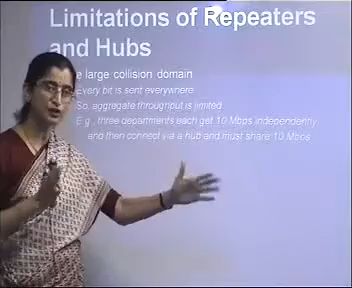 Limitations of Repeaters
and Hubs
e large collision domain
Every bit is sent everywhere
So, aggregate throughput is limited
E.g., three departments each get 10 Mbps independently
and then connect via a hub and must share 10 Mbps